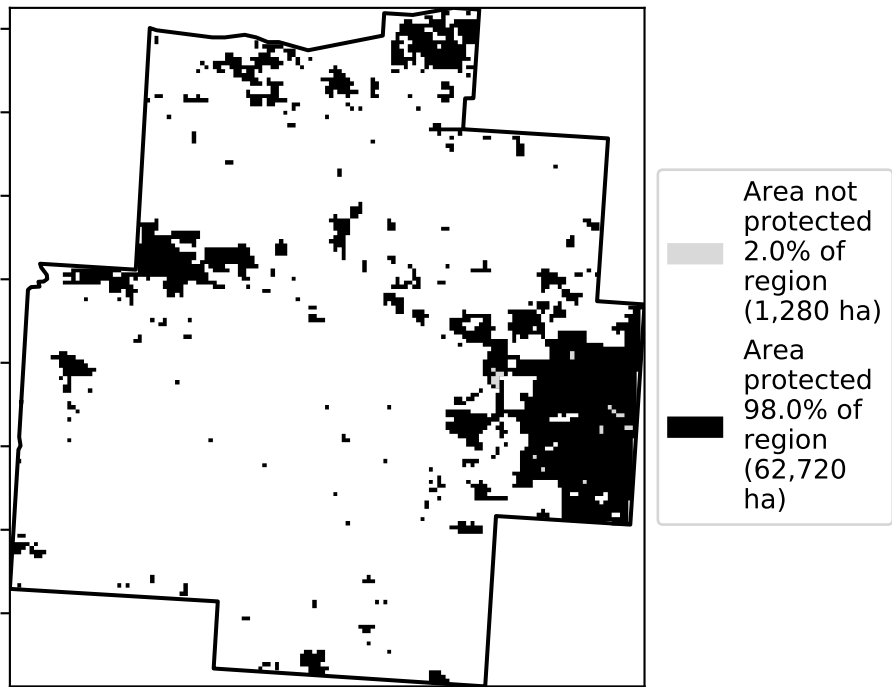 Area not
protected
2.0% of
region
(1,280 ha)
Area
protected
98.0% of
region
(62,720
ha)